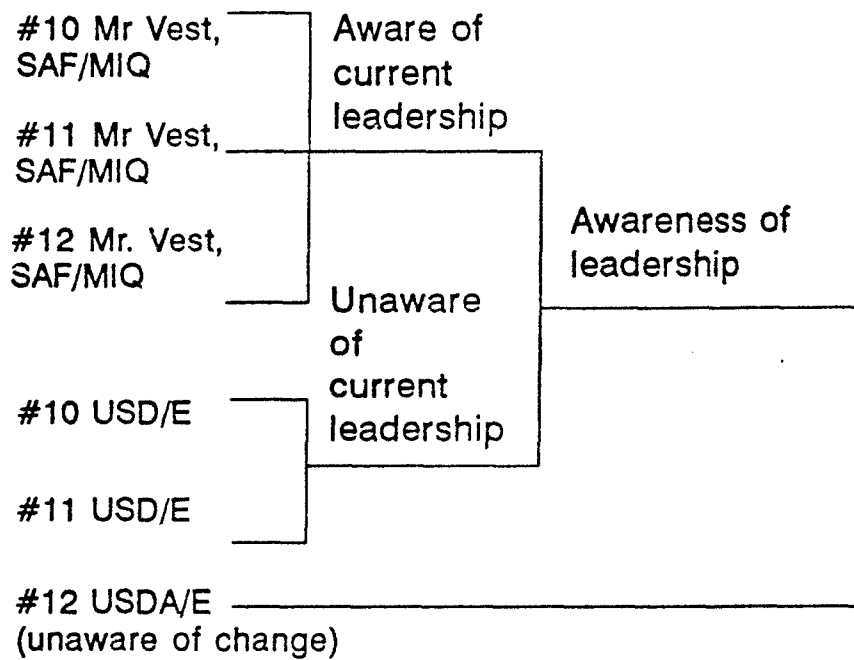 #10 Mr Vest,
SAF/MIQ
Aware of
current
leadership
#11 Mr Vest,
SAF/MIQ
#12 Mr. Vest,
SAF/MIQ
Awareness of
leadership
Unaware
of
current
leadership
#10 USD/E
#11 USD/E
#12 USDA/E
(unaware of change)